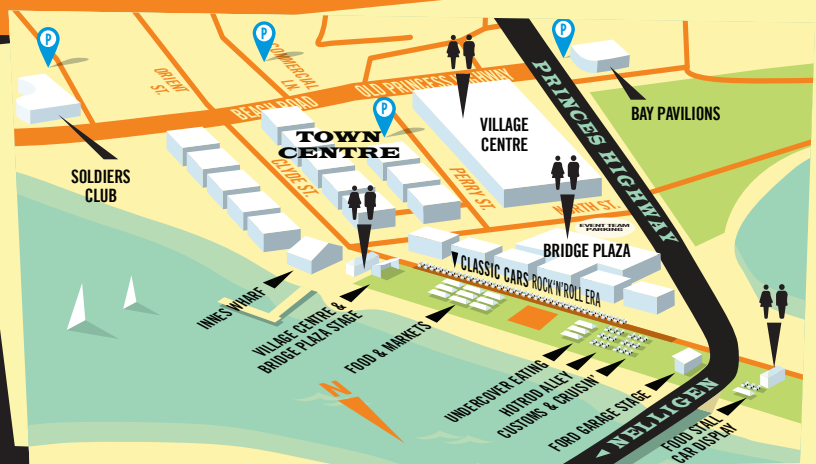 P
P
P
P
ORIENT
ST.
COMMERCIAL
LN.
BEACH ROAD
OLD PRINCESS HIGHWAY
PRINCES HIGHWAY
BAY PAVILIONS
VILLAGE
CENTRE
TOWN
CENTRE
SOLDIERS
CLUB
CLYDE ST.
PERRY ST.
NORTH ST.
EVENT TEAM
PARKING
BRIDGE PLAZA
CLASSIC CARS ROCK'N'ROLL ERA
INNES WHARF
VILLAGE CENTRE &
BRIDGE PLAZA STAGE
FOOD & MARKETS
UNDERCOVER EATING
HOTROD ALLEY
CUSTOMS & CRUISIN'
FORD GARAGE STAGE
FOOD STALL
CAR DISPLAY
NELLIGEN
N